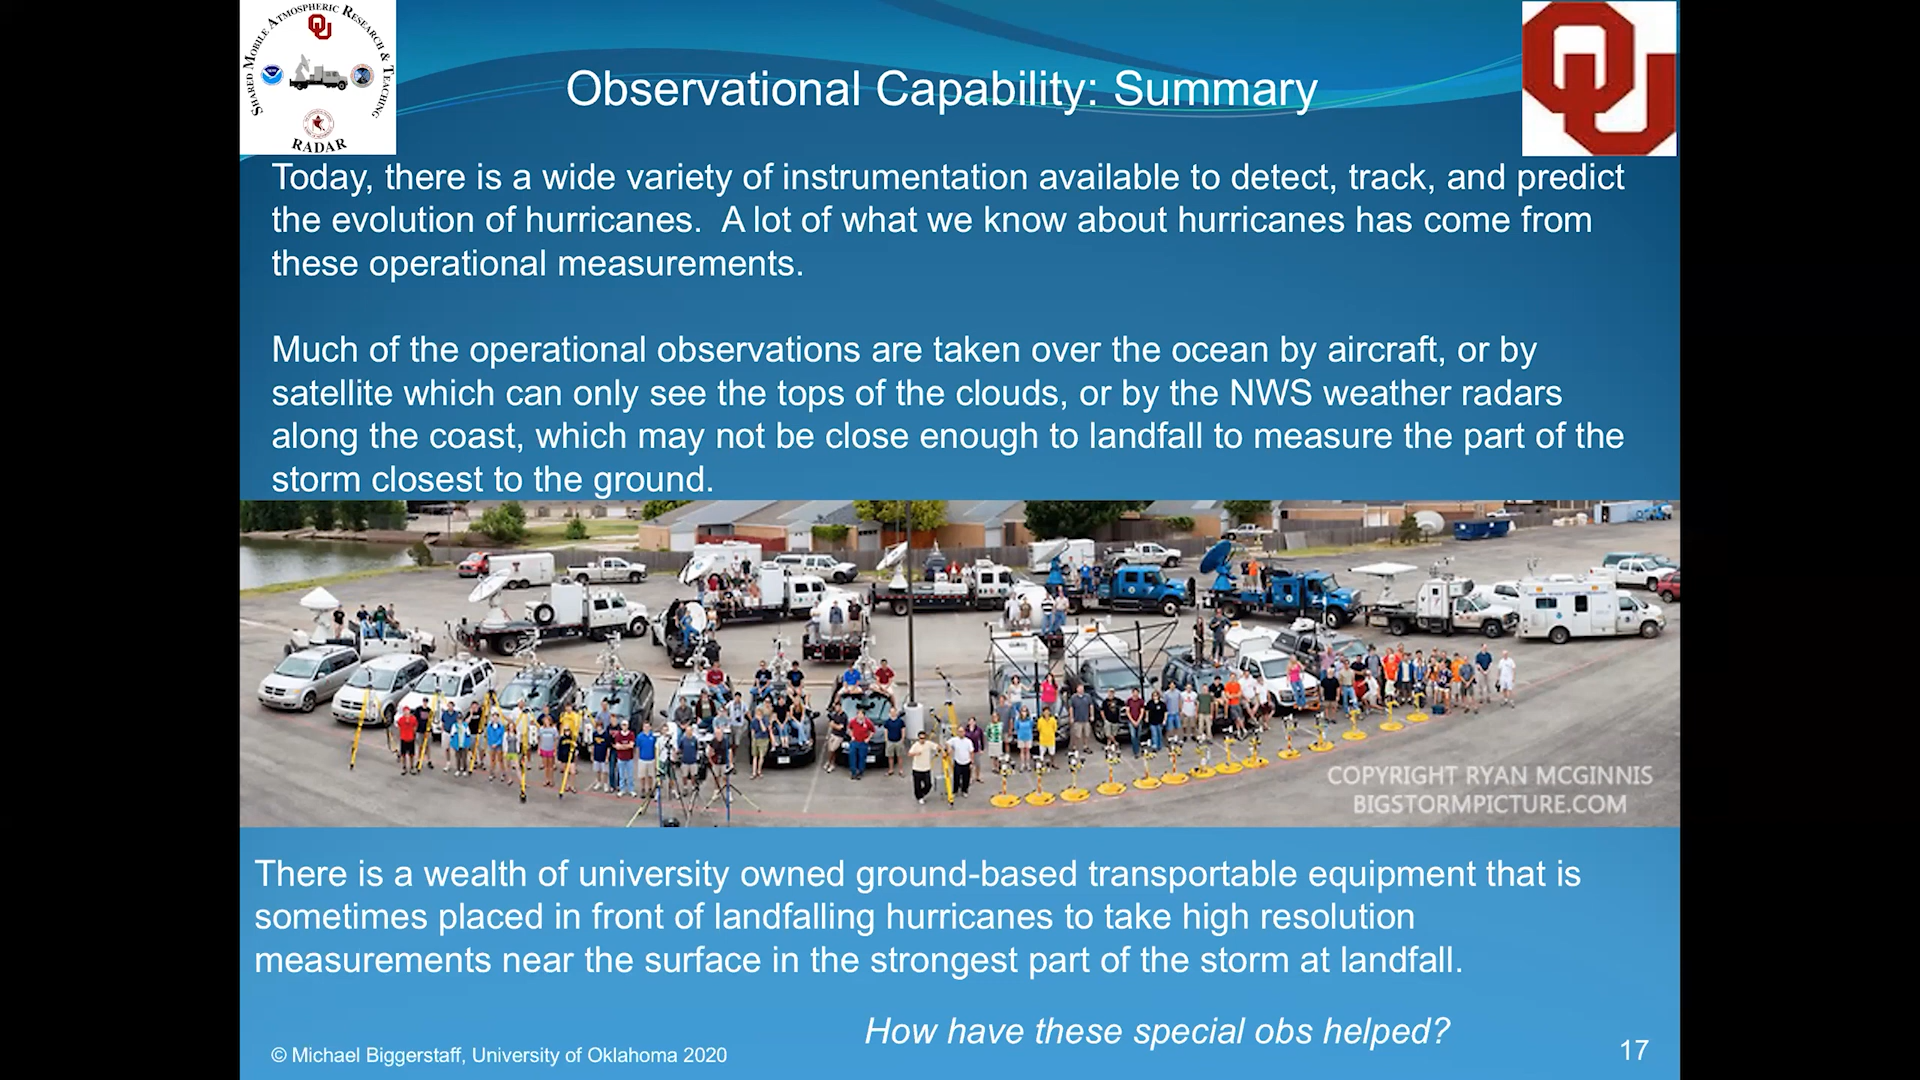 SHARED MOBILE ATMOSPHERIC RESEARCH & TEACHING
RADAR
OU
Observational Capability: Summary
Today, there is a wide variety of instrumentation available to detect, track, and predict
the evolution of hurricanes. A lot of what we know about hurricanes has come from
these operational measurements.
Much of the operational observations are taken over the ocean by aircraft, or by
satellite which can only see the tops of the clouds, or by the NWS weather radars
along the coast, which may not be close enough to landfall to measure the part of the
storm closest to the ground.
COPYRIGHT RYAN MCGINNIS
BIGSTORMPICTURE.COM
There is a wealth of university owned ground-based transportable equipment that is
sometimes placed in front of landfalling hurricanes to take high resolution
measurements near the surface in the strongest part of the storm at landfall.
How have these special obs helped?
© Michael Biggerstaff, University of Oklahoma 2020
17